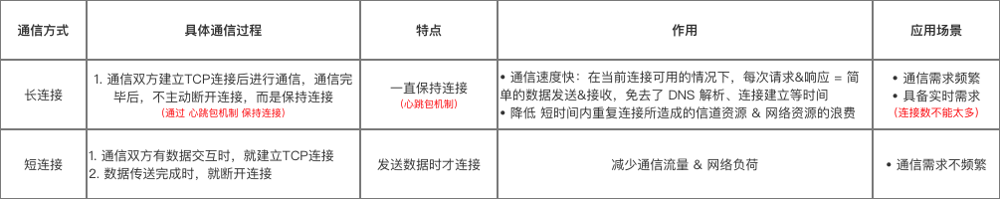 通信方式
具体通信过程
特点
作用
应用场景
长连接
1. 通信双方建立TCP连接后进行通信，通信完
毕后，不主动断开连接，而是保持连接
(通过 心跳包机制 保持连接)
一直保持连接
(心跳包机制)
• 通信速度快：在当前连接可用的情况下，每次请求&响应 = 简
单的数据发送&接收，免去了 DNS 解析、连接建立等时间
• 降低 短时间内重复连接所造成的信道资源 & 网络资源的浪费
• 通信需求频繁
• 具备实时需求
(连接数不能太多)
短连接
1. 通信双方有数据交互时，就建立TCP连接
2. 数据传送完成时，就断开连接
发送数据时才连接
减少通信流量 & 网络负荷
• 通信需求不频繁